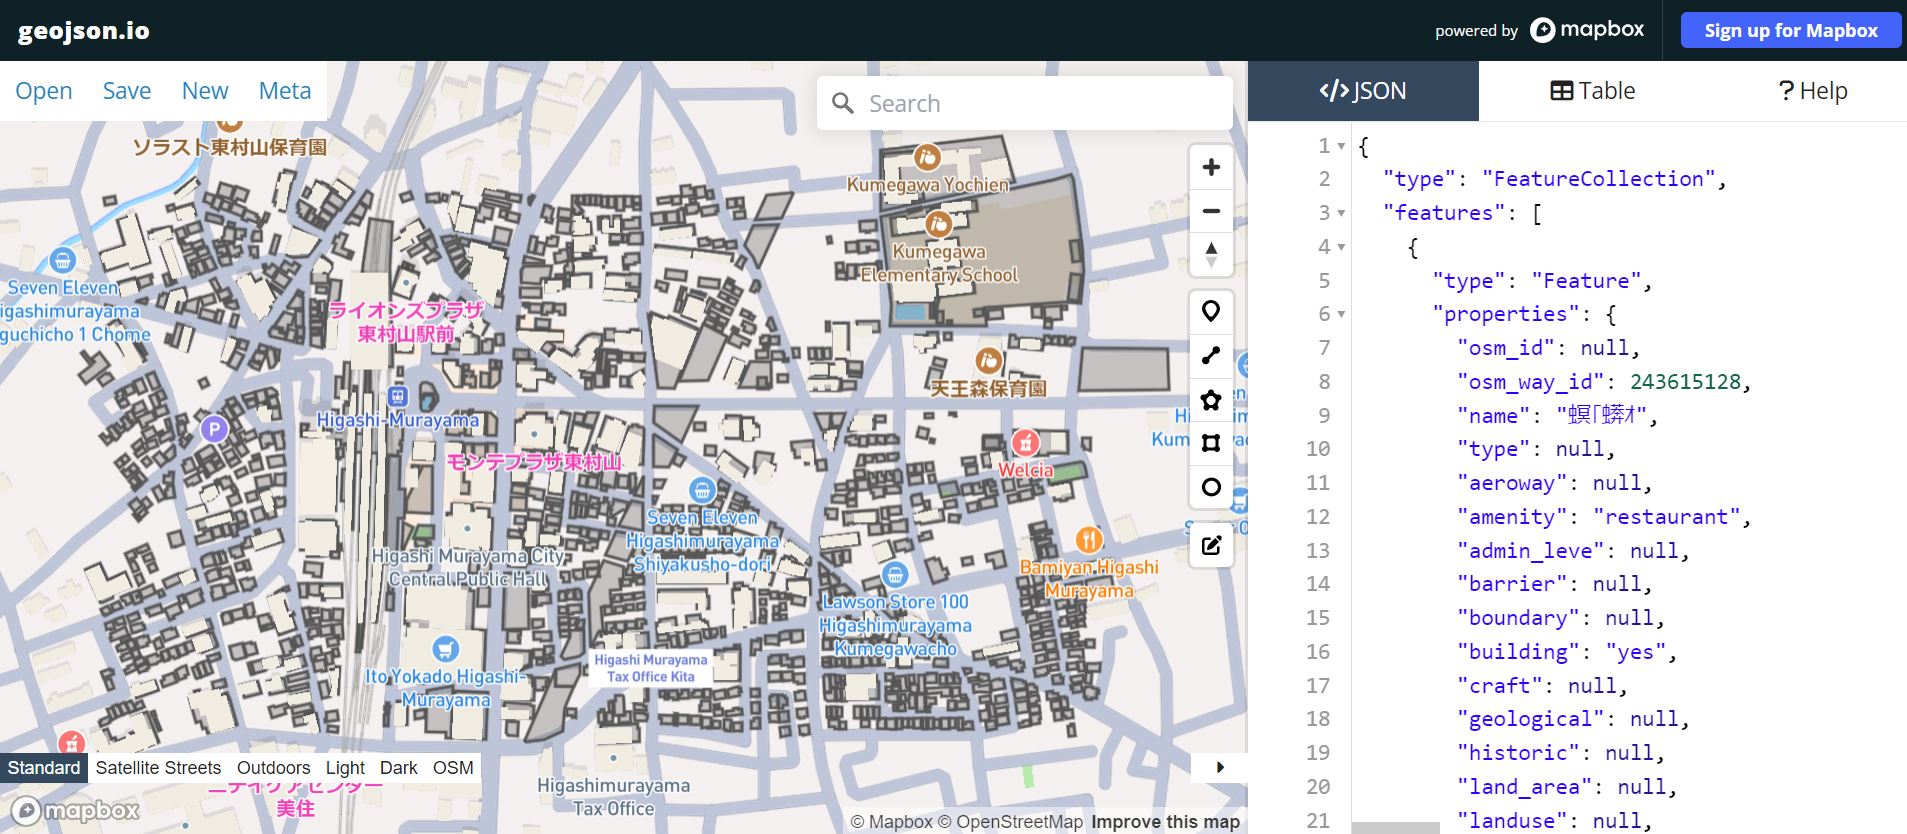 geojson.io
powered by mapbox
Sign up for Mapbox
Open Save New Meta
Search
JSON
Table
? Help
ソラスト東村山保育園
Kumegawa Yochien
Kumegawa
Elementary School
Seven Eleven
igashimurayama
guchicho 1 Chome
ライオンズプラザ
東村山駅前
天王森保育園
Higashi-Murayama
P
モンテプラザ東村山
Welcia
Seven Eleven
Higashimurayama
Shiyakusho-dori
Higashi Murayama City
Central Public Hall
Bamiyan Higashi
Murayama
Lawson Store 100
Higashimurayama
Kumegawacho
Ito Yokado Higashi-
Murayama
Higashi Murayama
Tax Office Kita
Higashimurayama
Tax Office
美住
Standard Satellite Streets Outdoors Light Dark OSM
mapbox
© Mapbox © OpenStreetMap Improve this map
1 {
2 "type": "FeatureCollection",
3 "features": [
4 {
5 "type": "Feature",
6 "properties": {
7 "osm_id": null,
8 "osm_way_id": 243615128,
9 "name":
10 "type": null,
11 "aeroway": null,
12 "amenity": "restaurant",
13 "admin_leve": null,
14 "barrier": null,
15 "boundary": null,
16 "building": "yes",
17 "craft": null,
18 "geological": null,
19 "historic": null,
20 "land_area": null,
21 "landuse": null,